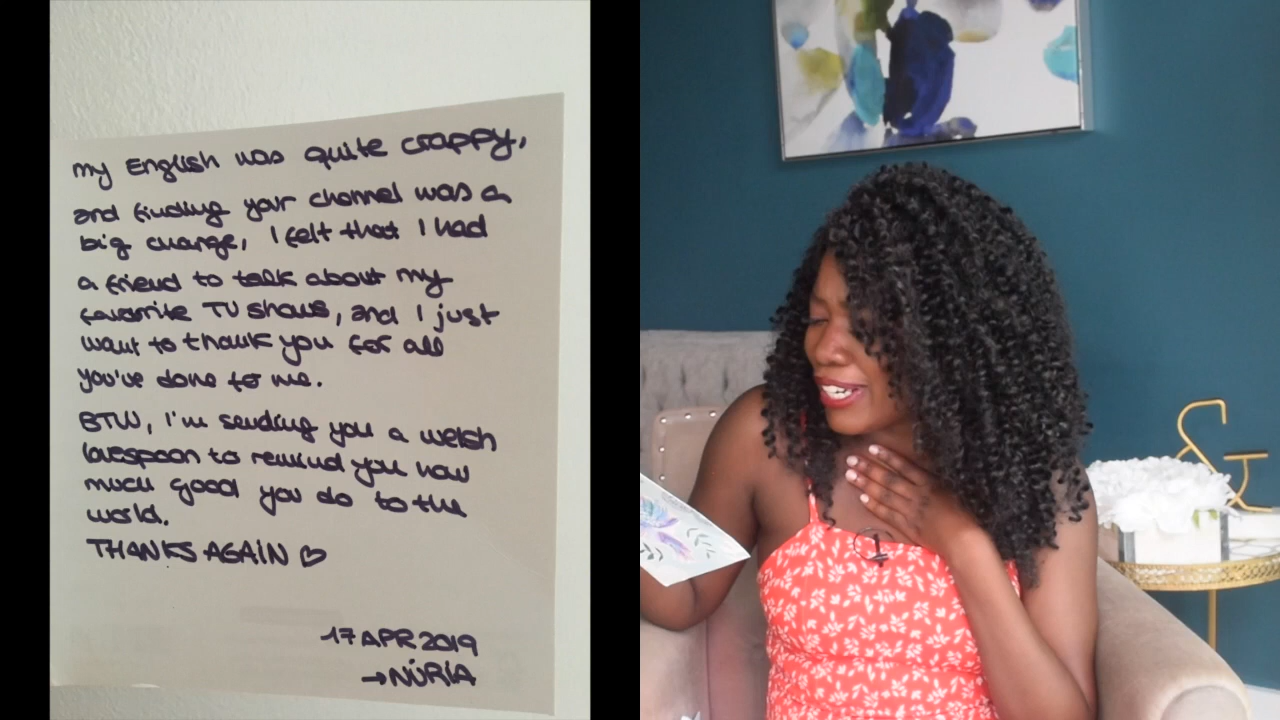 my English was quite crappy,
and finding your channel was a
big change, I felt that I had
a friend to talk about my
favorite TV shows, and I just
want to thank you for all
you've done to me.
BTW, I'm sending you a welsh
lovespoon to remind you how
much good you do to the
world.
THANKS AGAIN ♡
17 APR 2019
→NÚRIA